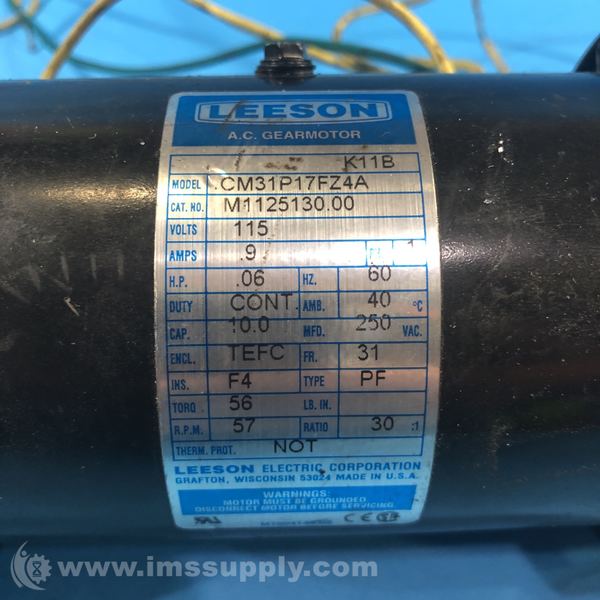 LEESON
A.C. GEARMOTOR
K11B
MODEL CM31P17FZ4A
CAT. NO. M1125130.00
VOLTS 115
AMPS .9 1
H.P. .06 HZ. 60
DUTY CONT. AMB. 40 °C
CAP. 10.0 MFD. 250 VAC.
ENCL. TEFC FR. 31
INS. F4 TYPE PF
TORQ 56 LB. IN.
R.P.M. 57 RATIO 30 :1
THERM. PROT. NOT
LEESON ELECTRIC CORPORATION
GRAFTON, WISCONSIN 53024 MADE IN U.S.A.
WARNINGS:
MOTOR MUST BE GROUNDED
DISCONNECT MOTOR BEFORE SERVICING.
CE
© www.imssupply.com